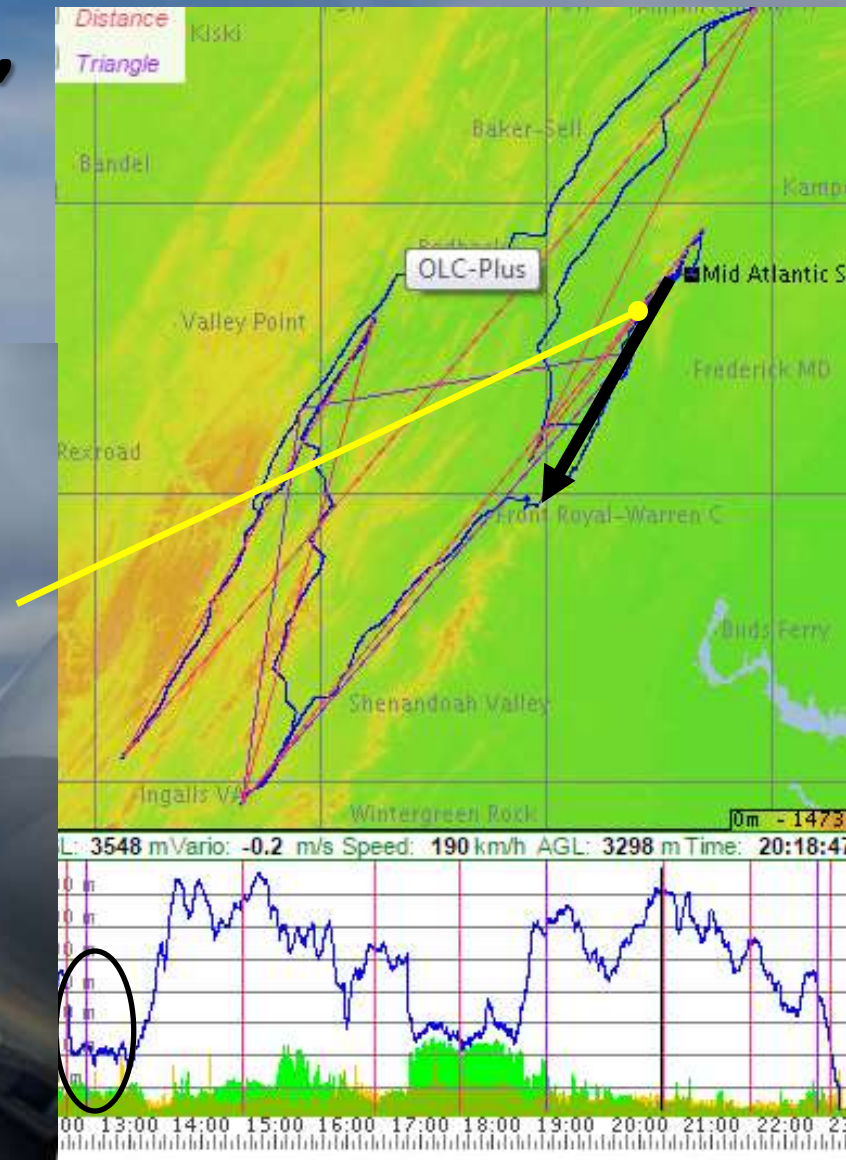 Distance
Kiski
Triangle
Baker-Sell
Bandel
OLC-Plus
Mid Atlantic S
Valley Point
Frederick MD
Rexroad
Front Royal-Warren C
Buds Ferry
Shenandoah Valley
Ingalls VA
Wintergreen Rock
0m - 1473
L: 3548 m Vario: -0.2 m/s Speed: 190 km/h AGL: 3298 m Time: 20:18:47
00 13:00 14:00 15:00 16:00 17:00 18:00 19:00 20:00 21:00 22:00 23